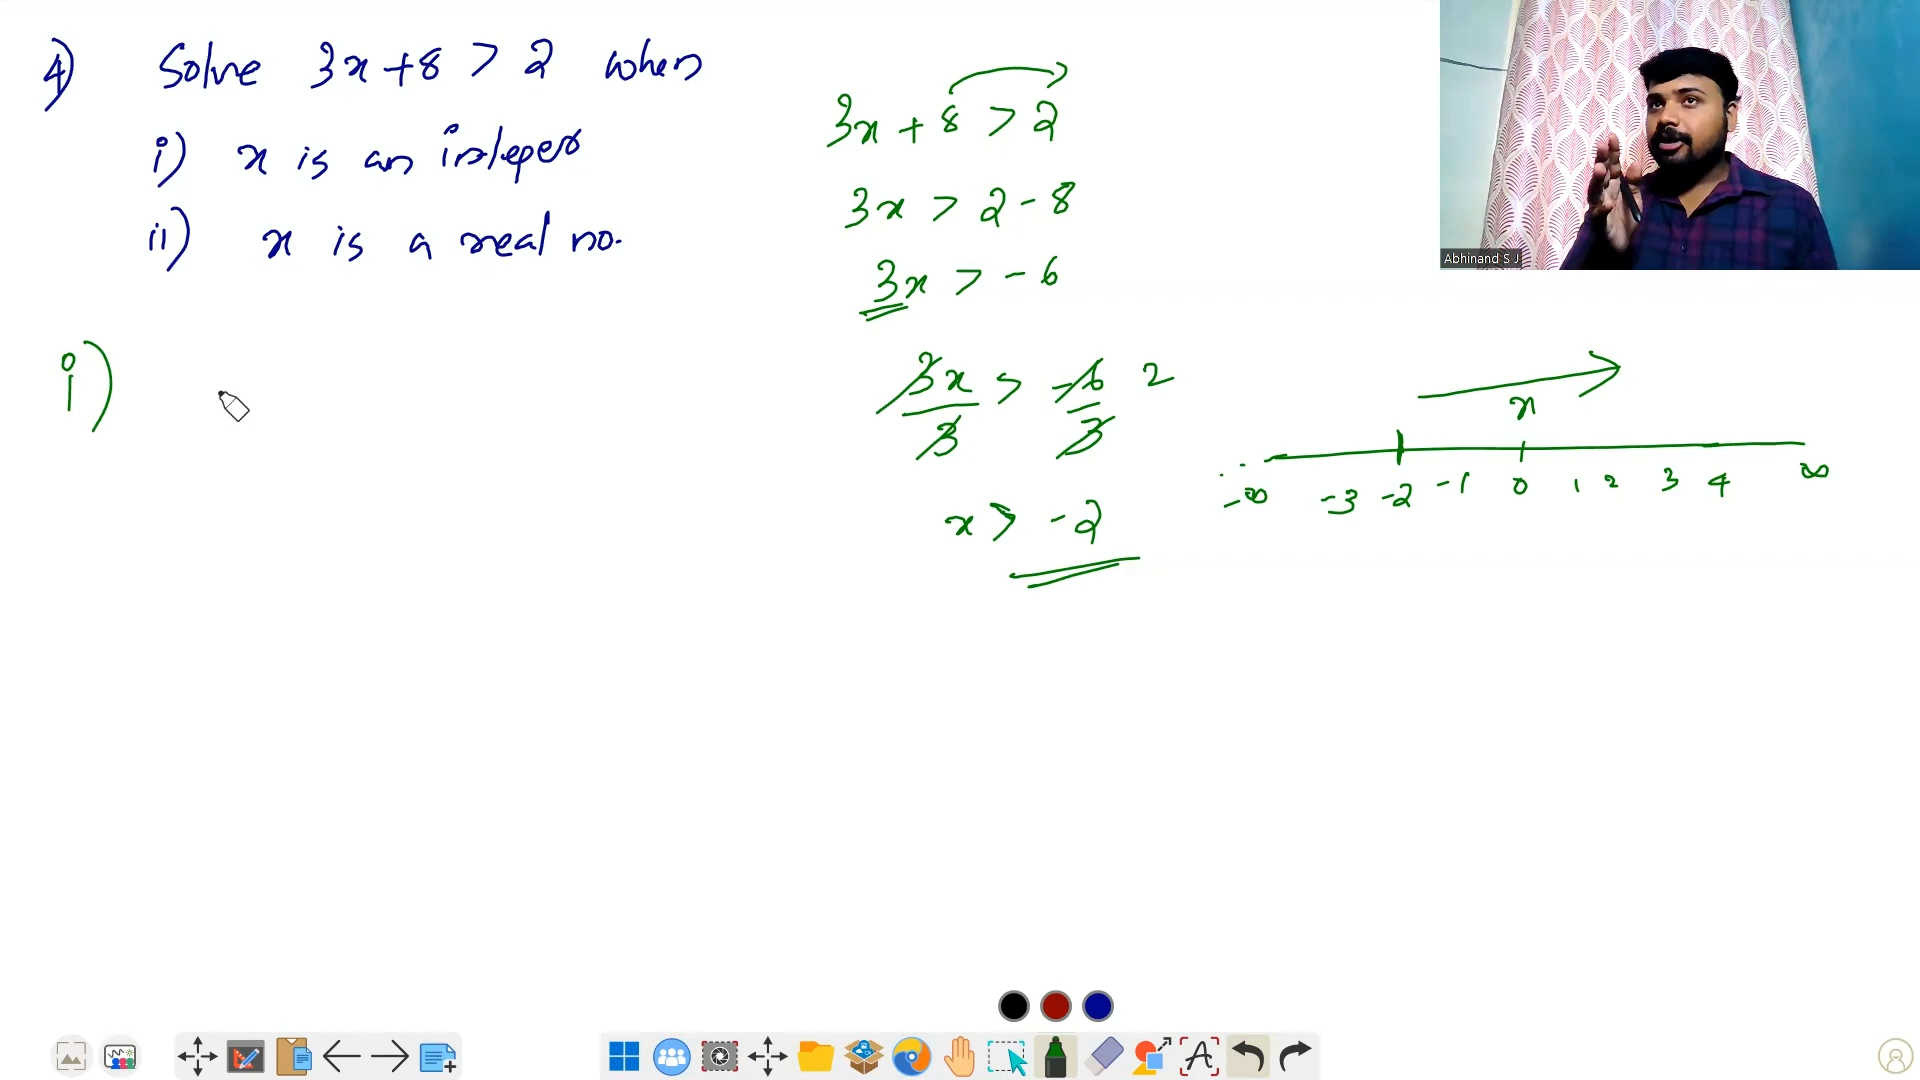 4) Solve 3x+8 > 2 when
i) x is an integer
ii) x is a real no.
3x + 8 > 2
3x > 2 - 8
3x > -6
3x/3 > -6/3 2
x > -2
i)
x
-∞ -3 -2 -1 0 1 2 3 4 ∞
Abhinand S J